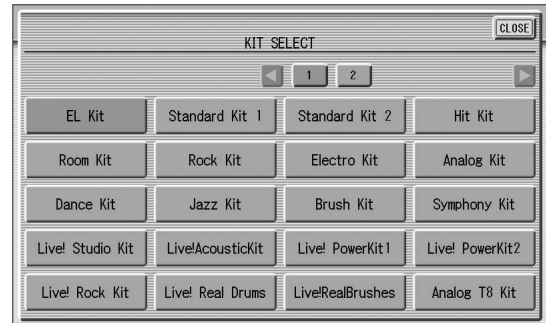 CLOSE
KIT SELECT
1 2
EL Kit Standard Kit 1 Standard Kit 2 Hit Kit
Room Kit Rock Kit Electro Kit Analog Kit
Dance Kit Jazz Kit Brush Kit Symphony Kit
Live! Studio Kit Live!AcousticKit Live! PowerKit1 Live! PowerKit2
Live! Rock Kit Live! Real Drums Live!RealBrushes Analog T8 Kit